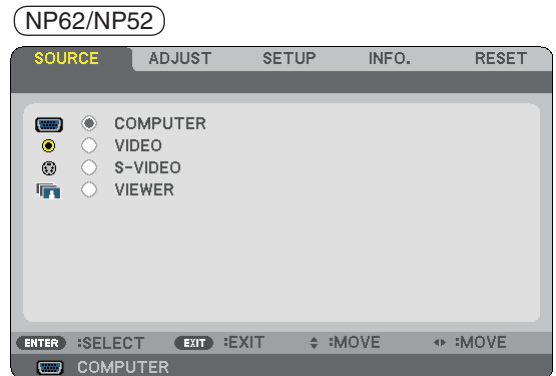 NP62/NP52
SOURCE ADJUST SETUP INFO. RESET
COMPUTER
VIDEO
S-VIDEO
VIEWER
ENTER :SELECT EXIT :EXIT :MOVE :MOVE
COMPUTER